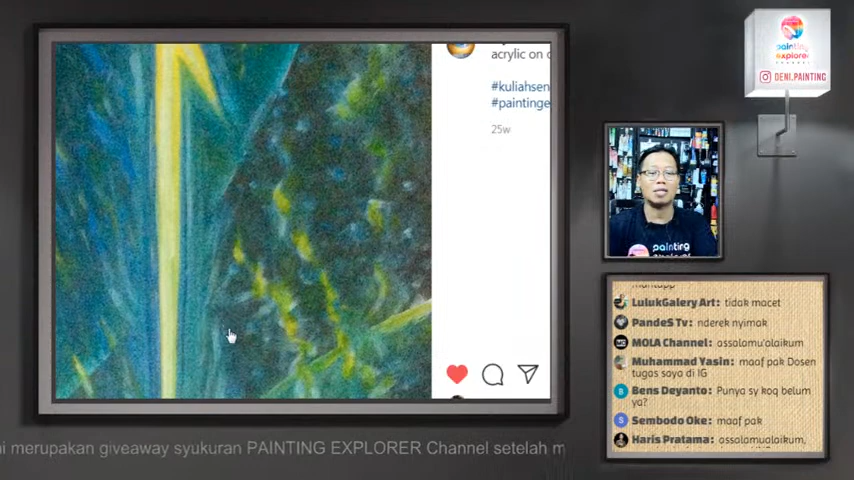 acrylic on c
#kuliahsen
#paintinge
25w
painting
explorer
CHANNEL
DENI.PAINTING
painting
LulukGalery Art: tidak macet
PandeS Tv: nderek nyimak
MOLA Channel: assalamu'alaikum
Muhammad Yasin: maaf pak Dosen
tugas saya di IG
Bens Deyanto: Punya sy koq belum
ya?
Sembodo Oke: maaf pak
Haris Pratama: assalamualaikum,
ni merupakan giveaway syukuran PAINTING EXPLORER Channel setelah m